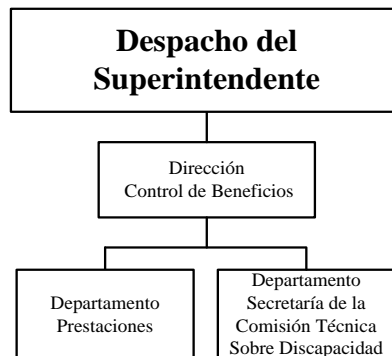 Despacho del
Superintendente
Dirección
Control de Beneficios
Departamento
Prestaciones
Departamento
Secretaría de la
Comisión Técnica
Sobre Discapacidad